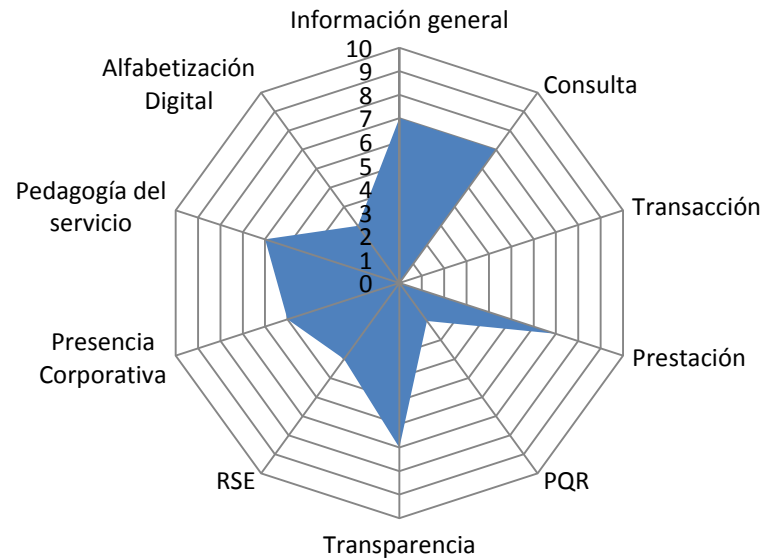 Información general
Consulta
Transacción
Prestación
PQR
Transparencia
RSE
Presencia
Corporativa
Pedagogía del
servicio
Alfabetización
Digital
10
9
8
7
6
5
4
3
2
1
0